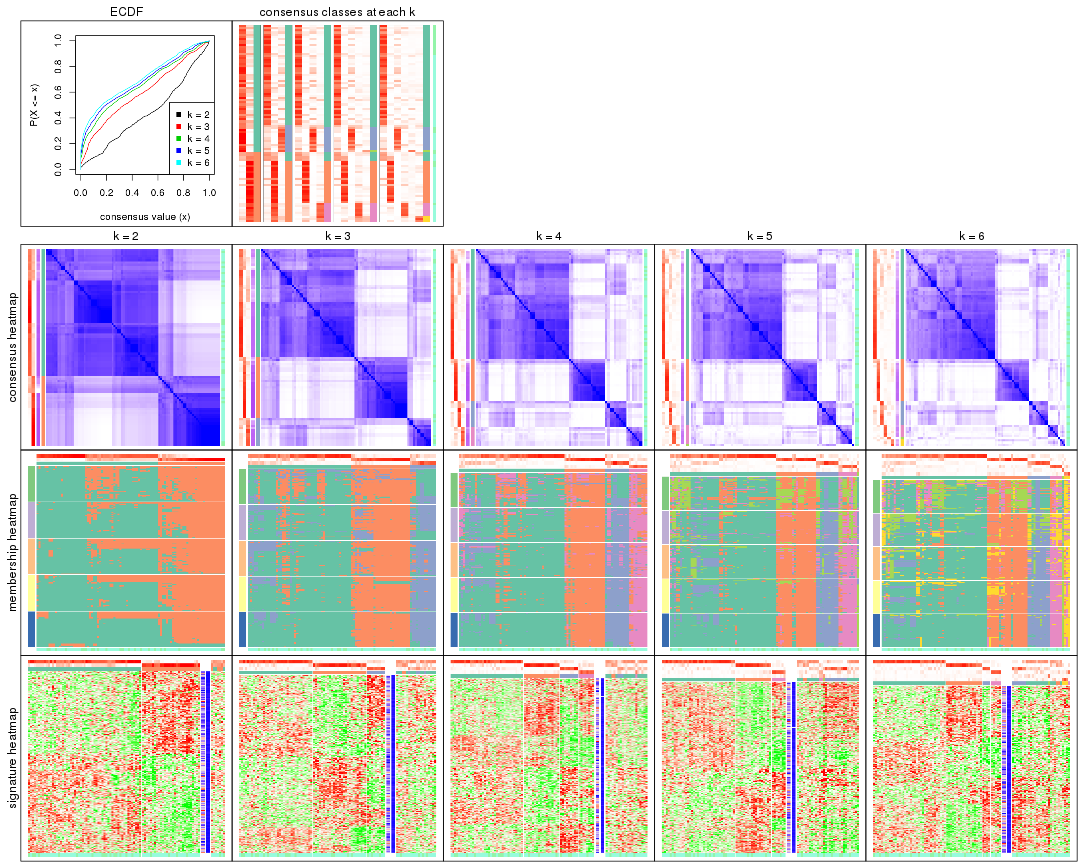 ECDF
consensus classes at each k
P(X <= x)
0.0 0.2 0.4 0.6 0.8 1.0
k = 2
k = 3
k = 4
k = 5
k = 6
0.0 0.2 0.4 0.6 0.8 1.0
consensus value (x)
k = 2
k = 3
k = 4
k = 5
k = 6
consensus heatmap
membership heatmap
signature heatmap